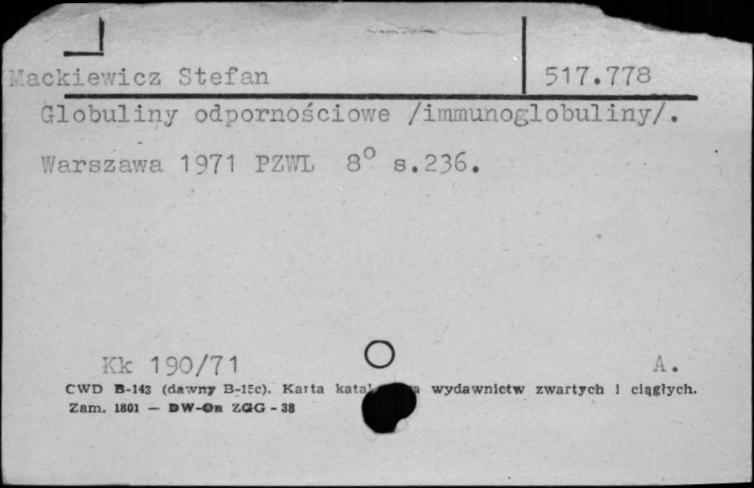 Mackiewicz Stefan 517.778
Globuliny odpornościowe /immunoglobuliny/.
Warszawa 1971 PZWL 8° s.236.
Kk 190/71 A.
CWD B-143 (dawny B-15c). Karta wydawnictw zwartych i ciągłych.
Zam. 1801 — DW-On ZGG - 38